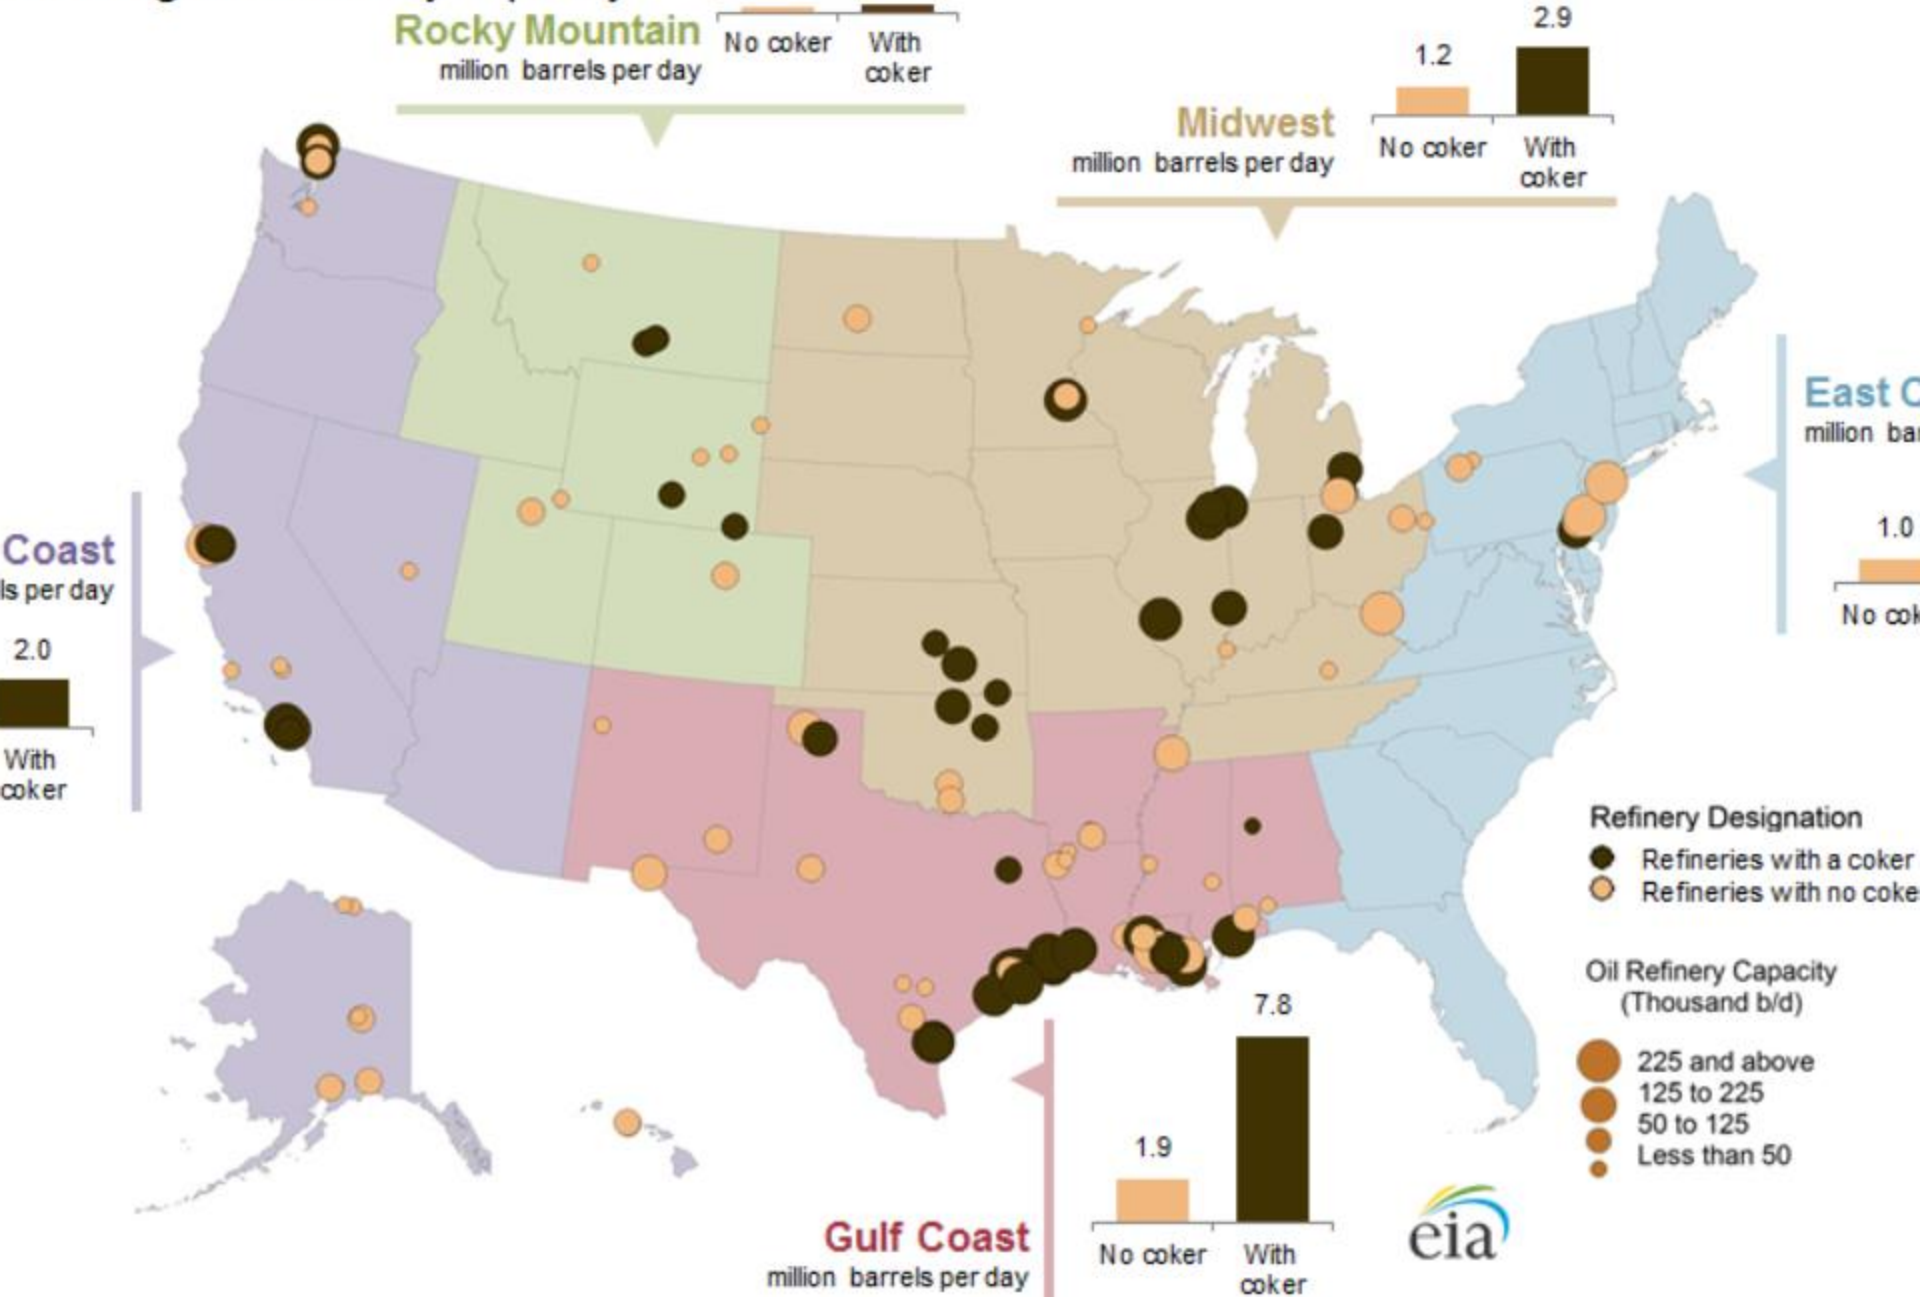 Rocky Mountain
million barrels per day
No coker
With
coker
2.9
1.2
Midwest
million barrels per day
No coker
With
coker
East
million
1.0
No
Coast
per day
2.0
With
coker
Refinery Designation
Refineries with a coker
Refineries with no
Oil Refinery Capacity
(Thousand b/d)
225 and above
125 to 225
50 to 125
Less than 50
7.8
1.9
Gulf Coast
million barrels per day
No coker
With
coker
eia